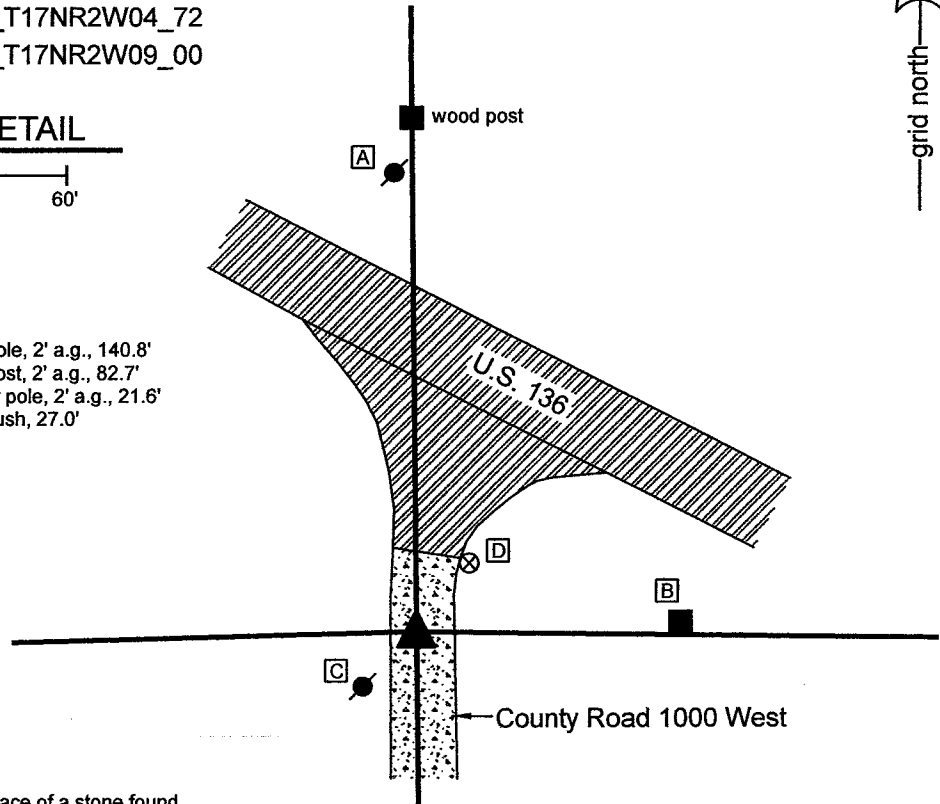 _T17NR2W04_72
_T17NR2W09_00
ETAIL
60'
wood post
A
grid north
ole, 2' a.g., 140.8'
ost, 2' a.g., 82.7'
pole, 2' a.g., 21.6'
ush, 27.0'
U.S. 136
D
B
C
County Road 1000 West
ace of a stone found